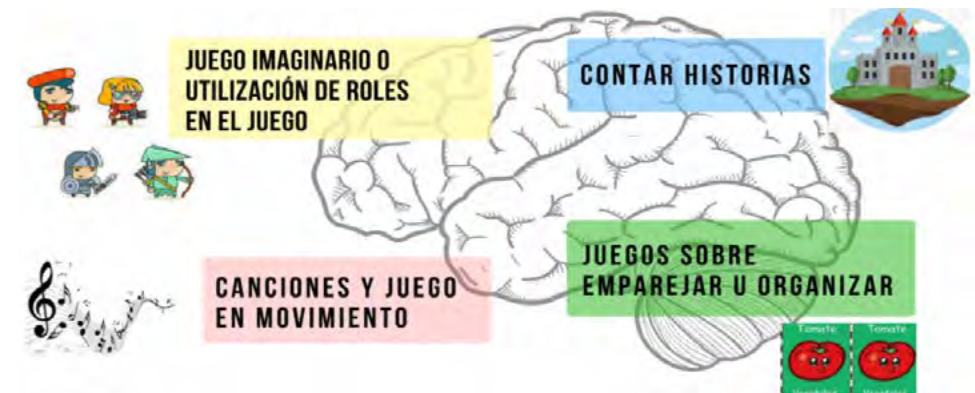 JUEGO IMAGINARIO O
UTILIZACIÓN DE ROLES
EN EL JUEGO
CONTAR HISTORIAS
CANCIONES Y JUEGO
EN MOVIMIENTO
JUEGOS SOBRE
EMPAREJAR U ORGANIZAR
Tomate
Tomate